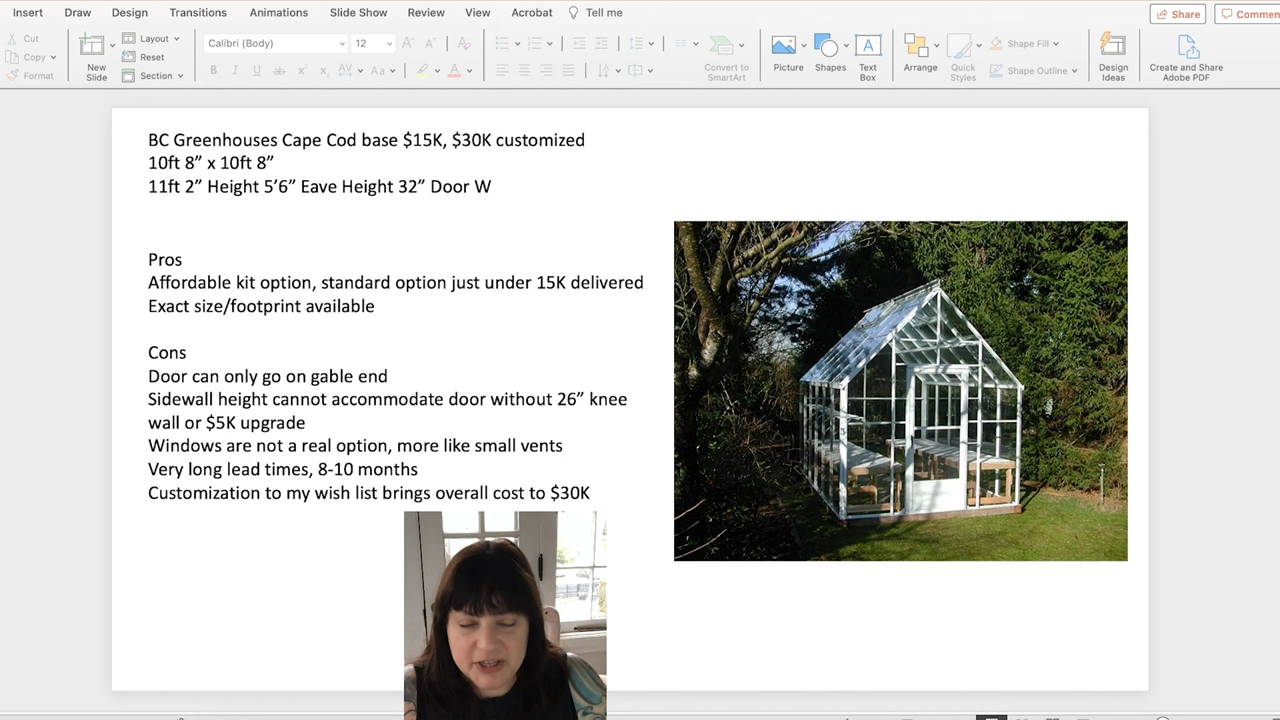 Insert Draw Design Transitions Animations Slide Show Review View Acrobat Tell me
Share Commen
Cut
Copy
Format
New Slide
Layout
Reset
Section
Calibri (Body) 12
Convert to SmartArt
Picture Shapes Text Box
Arrange Quick Styles
Shape Fill
Shape Outline
Design Ideas
Create and Share Adobe PDF
BC Greenhouses Cape Cod base $15K, $30K customized
10ft 8” x 10ft 8”
11ft 2” Height 5’6” Eave Height 32” Door W
Pros
Affordable kit option, standard option just under 15K delivered
Exact size/footprint available
Cons
Door can only go on gable end
Sidewall height cannot accommodate door without 26” knee
wall or $5K upgrade
Windows are not a real option, more like small vents
Very long lead times, 8-10 months
Customization to my wish list brings overall cost to $30K